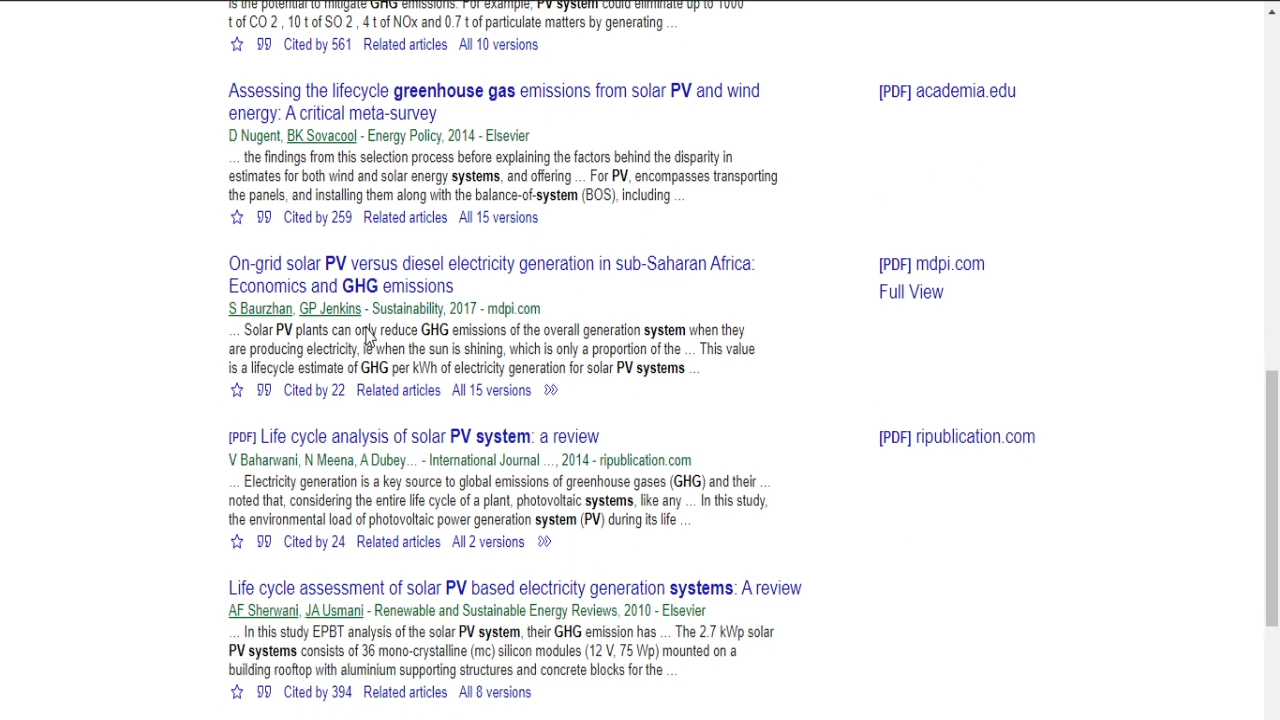 is the potential to mitigate GHG emissions. For example, PV system could eliminate up to 1000
t of CO 2 , 10 t of SO 2 , 4 t of NOx and 0.7 t of particulate matters by generating ...
Cited by 561 Related articles All 10 versions
Assessing the lifecycle greenhouse gas emissions from solar PV and wind
energy: A critical meta-survey
[PDF] academia.edu
D Nugent, BK Sovacool - Energy Policy, 2014 - Elsevier
... the findings from this selection process before explaining the factors behind the disparity in
estimates for both wind and solar energy systems, and offering ... For PV, encompasses transporting
the panels, and installing them along with the balance-of-system (BOS), including ...
Cited by 259 Related articles All 15 versions
On-grid solar PV versus diesel electricity generation in sub-Saharan Africa:
Economics and GHG emissions
[PDF] mdpi.com
Full View
S Baurzhan, GP Jenkins - Sustainability, 2017 - mdpi.com
... Solar PV plants can only reduce GHG emissions of the overall generation system when they
are producing electricity, ie when the sun is shining, which is only a proportion of the ... This value
is a lifecycle estimate of GHG per kWh of electricity generation for solar PV systems ...
Cited by 22 Related articles All 15 versions
[PDF] Life cycle analysis of solar PV system: a review
[PDF] ripublication.com
V Baharwani, N Meena, A Dubey... - International Journal ..., 2014 - ripublication.com
... Electricity generation is a key source to global emissions of greenhouse gases (GHG) and their ...
noted that, considering the entire life cycle of a plant, photovoltaic systems, like any ... In this study,
the environmental load of photovoltaic power generation system (PV) during its life ...
Cited by 24 Related articles All 2 versions
Life cycle assessment of solar PV based electricity generation systems: A review
AF Sherwani, JA Usmani - Renewable and Sustainable Energy Reviews, 2010 - Elsevier
... In this study EPBT analysis of the solar PV system, their GHG emission has ... The 2.7 kWp solar
PV systems consists of 36 mono-crystalline (mc) silicon modules (12 V, 75 Wp) mounted on a
building rooftop with aluminium supporting structures and concrete blocks for the ...
Cited by 394 Related articles All 8 versions